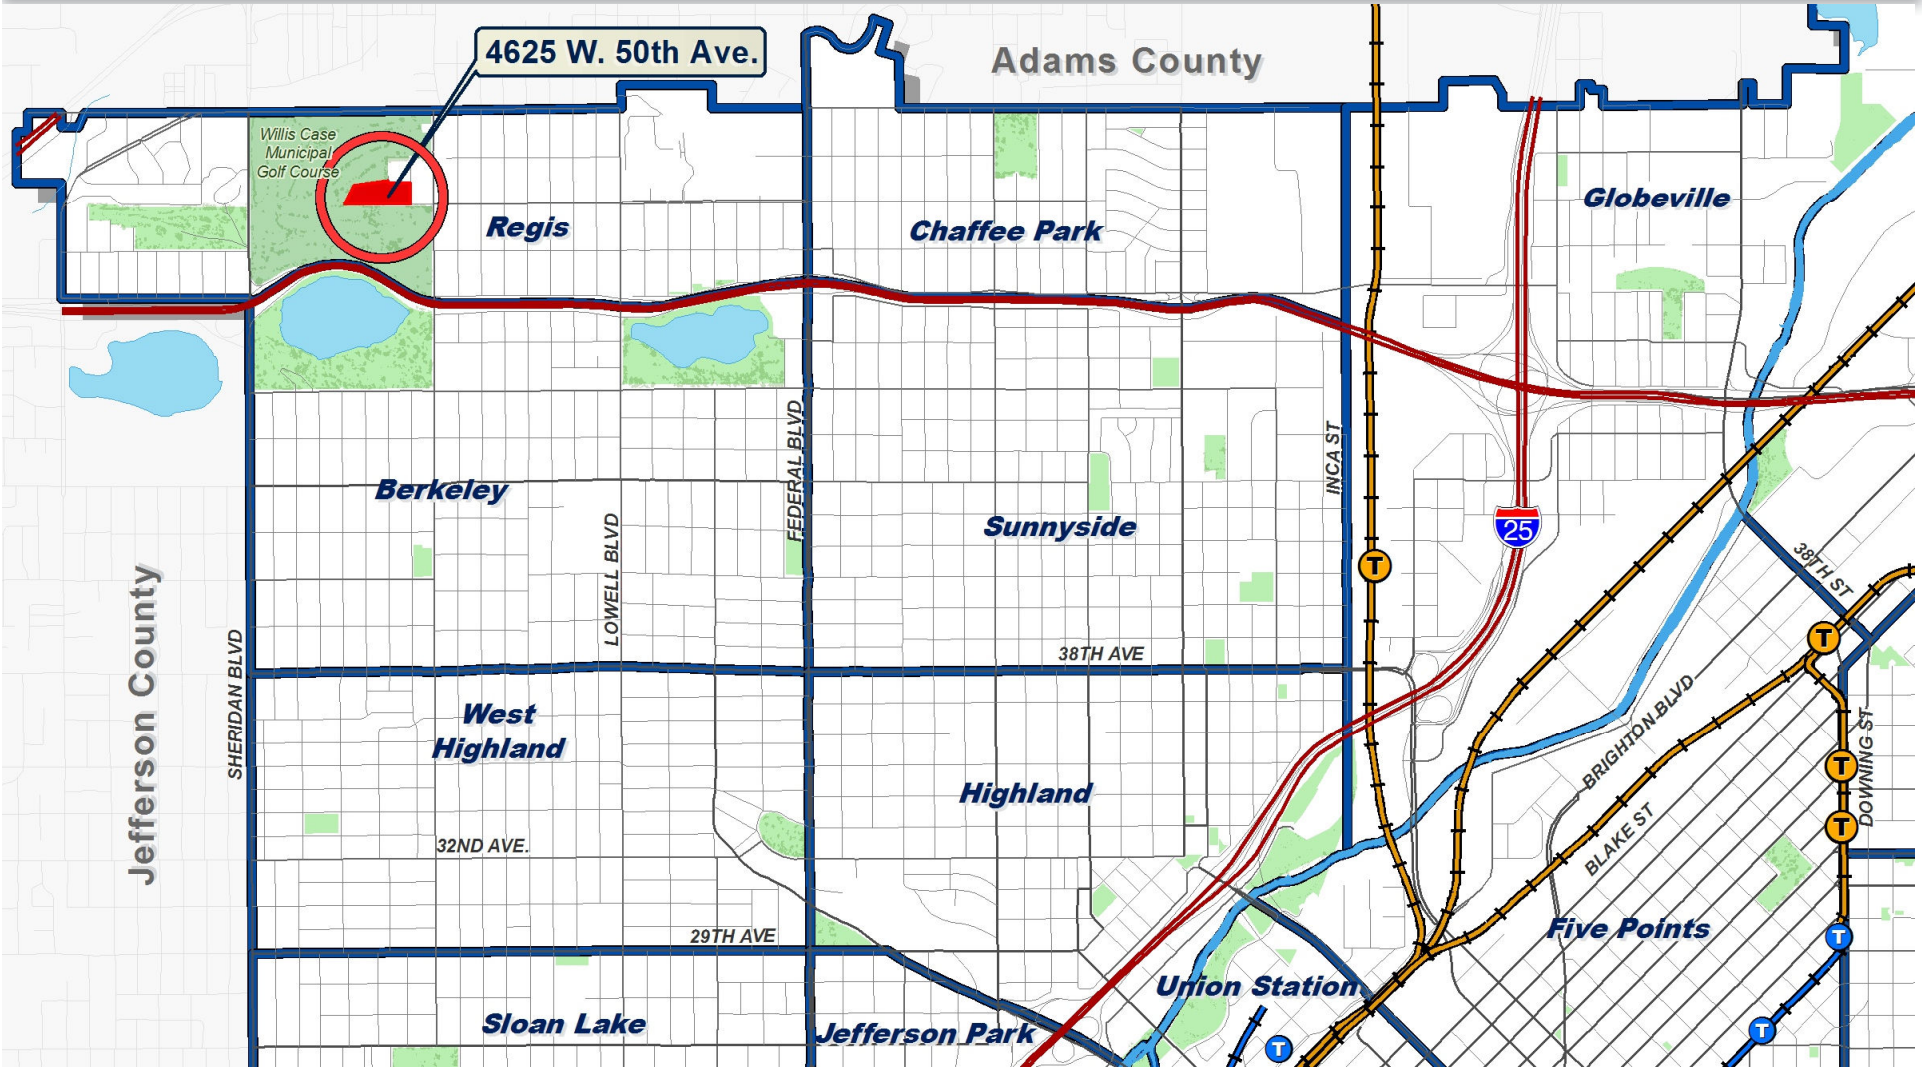 4625 W. 50th Ave.
Adams County
Willis Case
Municipal
Golf Course
Regis
Chaffee Park
Globeville
Berkeley
Sunnyside
FEDERAL BLVD
INCA ST
LOWELL BLVD
25
T
38TH ST
Jefferson County
SHERIDAN BLVD
38TH AVE
T
West
Highland
Highland
BRIGHTON BLVD
DOWNING ST
T
T
BLAKE ST
32ND AVE.
29TH AVE
Five Points
T
Union Station
Sloan Lake
Jefferson Park
T
T